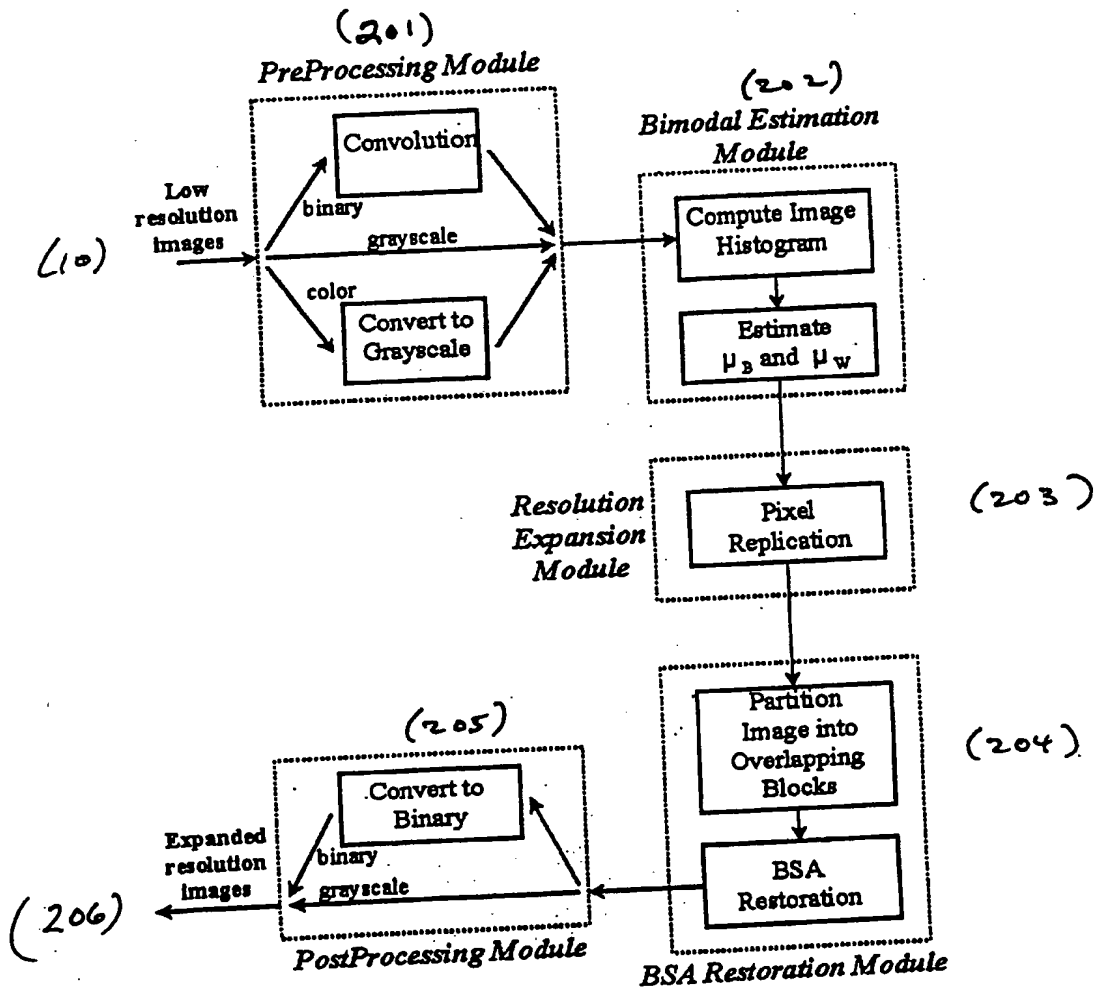 (201)
PreProcessing Module
Convolution
binary
Low
resolution
images
grayscale
(10)
color
Convert to
Grayscale
(202)
Bimodal Estimation
Module
Compute Image
Histogram
Estimate
μ B and μ W
Resolution
Expansion
Module
Pixel
Replication
(203)
Partition
Image into
Overlapping
Blocks
(204)
BSA
Restoration
BSA Restoration Module
(205)
Convert to
Binary
binary
grayscale
Expanded
resolution
images
(206)
PostProcessing Module